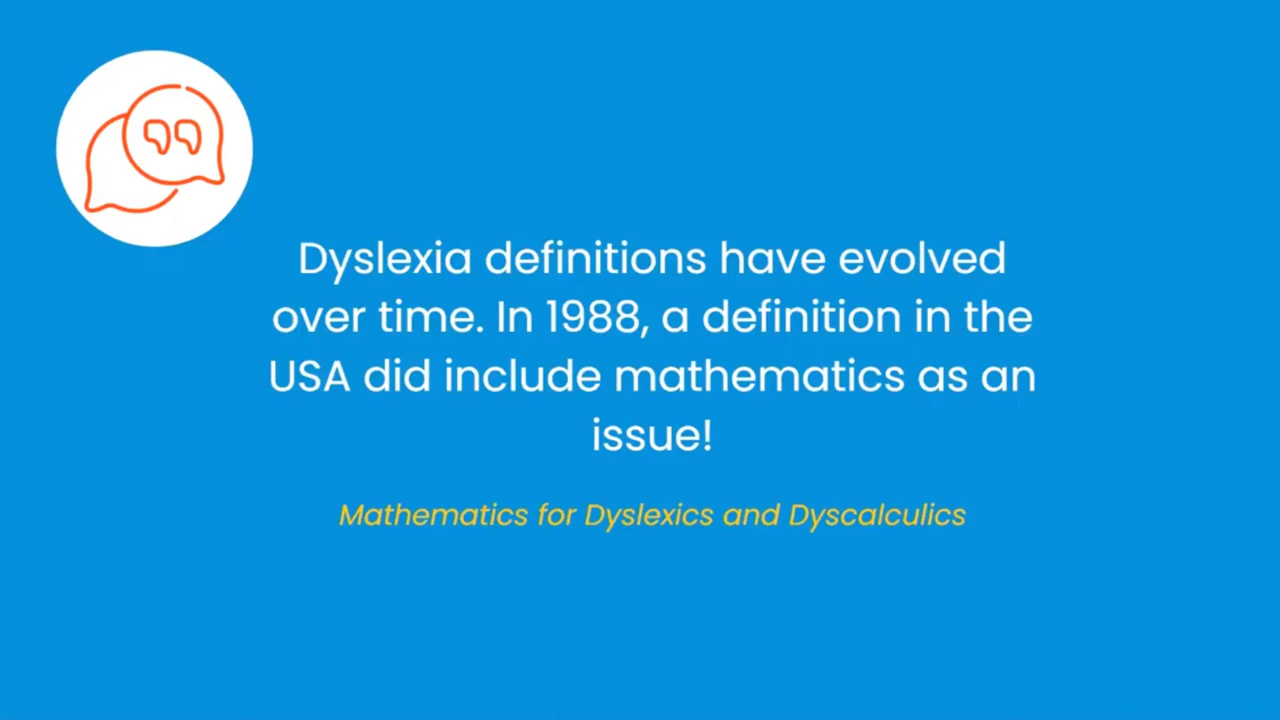 Dyslexia definitions have evolved
over time. In 1988, a definition in the
USA did include mathematics as an
issue!
Mathematics for Dyslexics and Dyscalculics